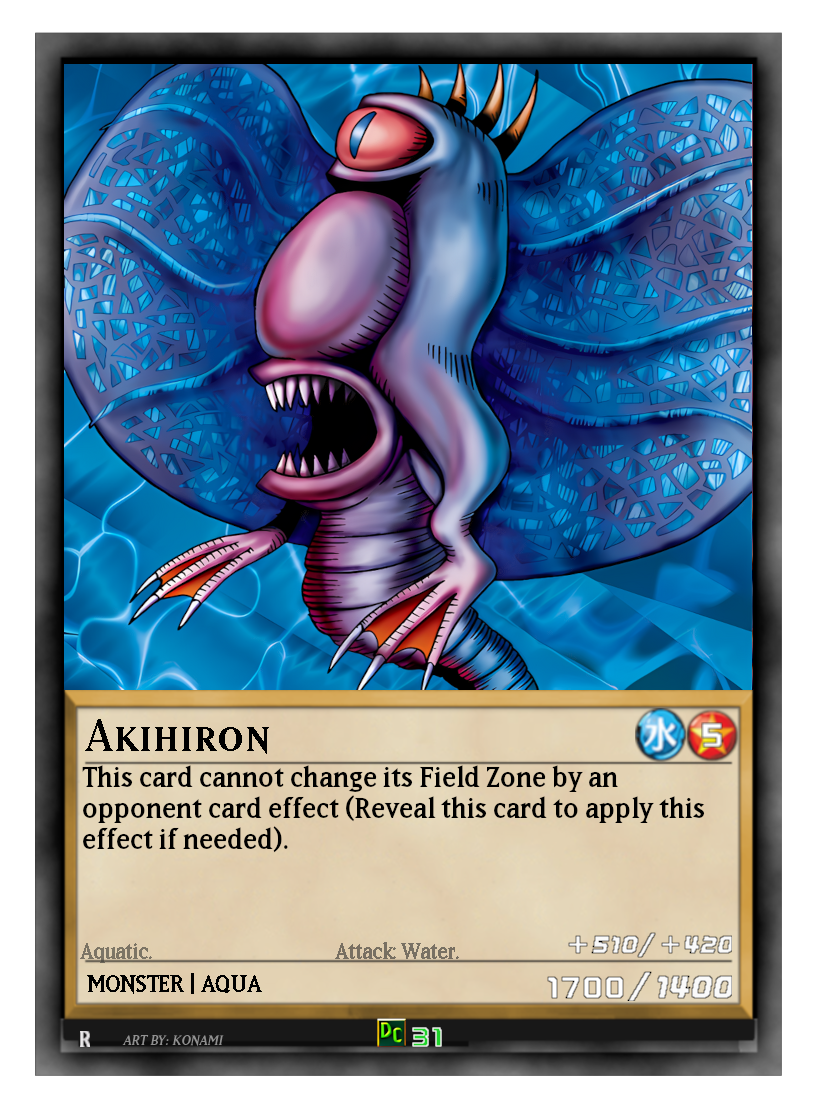 AKIHIRON 水 5
This card cannot change its Field Zone by an
opponent card effect (Reveal this card to apply this
effect if needed).
Aquatic. Attack: Water. +510/+420
MONSTER | AQUA 1700/1400
R ART BY: KONAMI DC 31